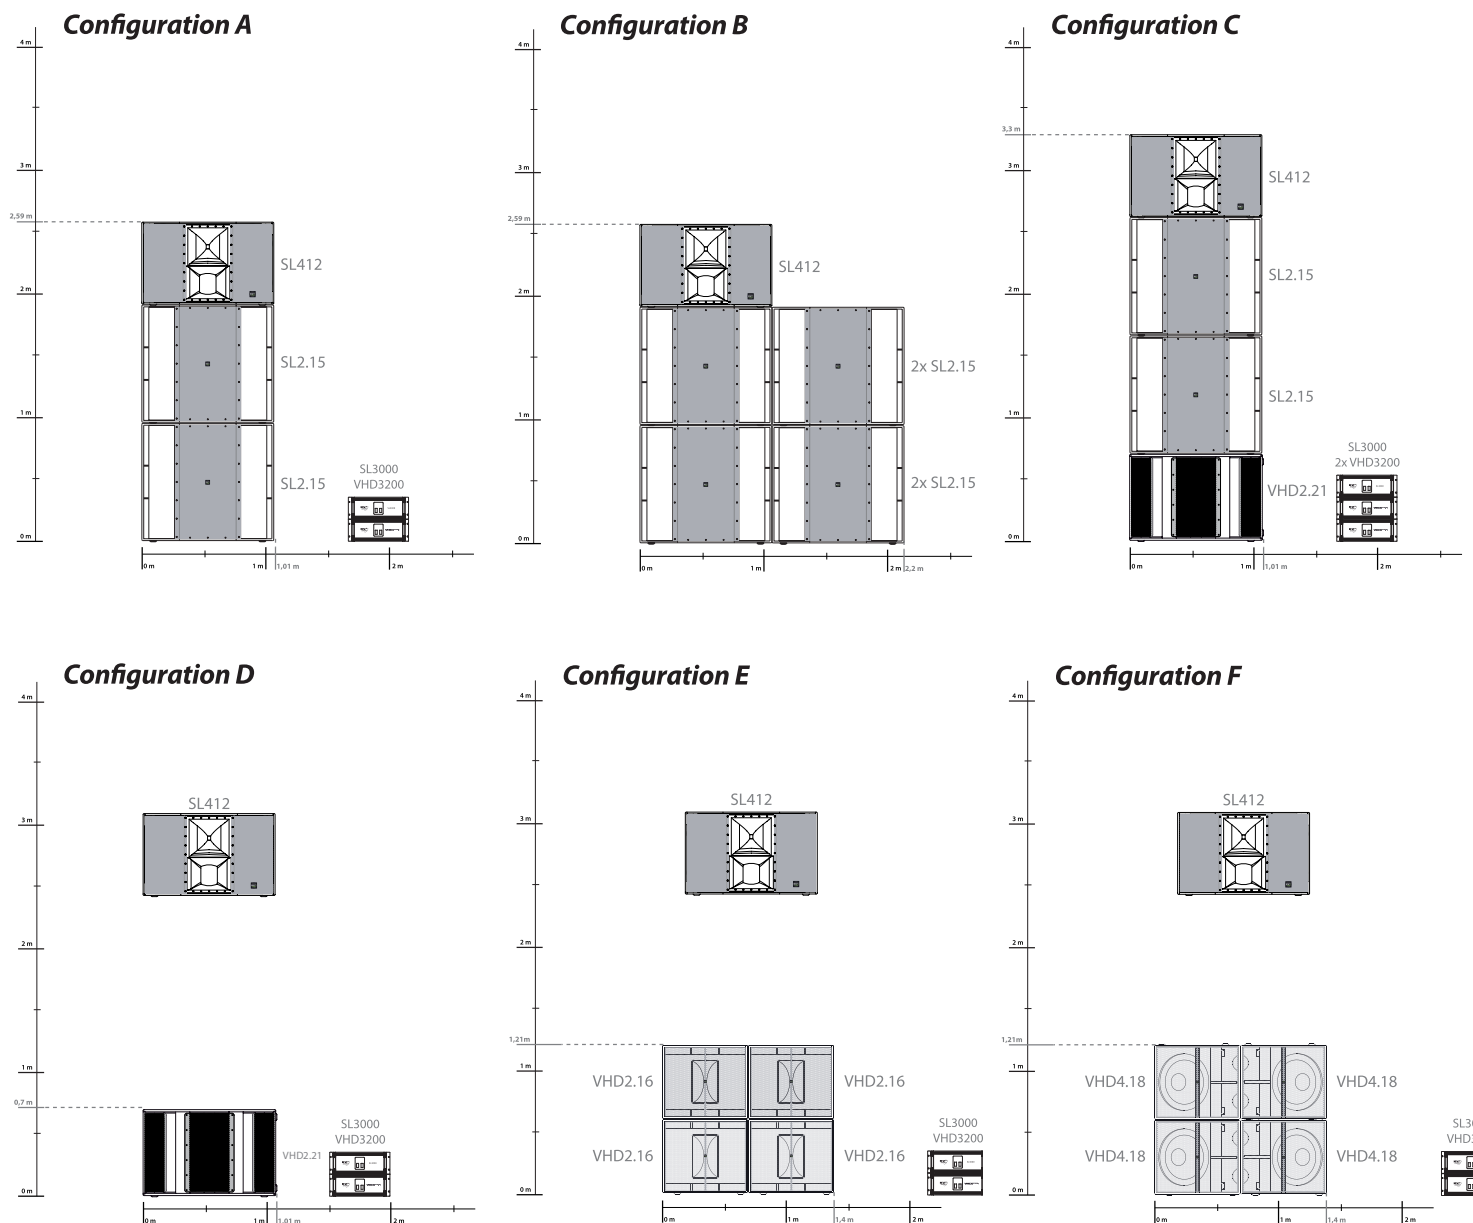 Configuration A
4 m
3 m
2,59 m
SL412
2 m
SL2.15
1 m
SL2.15
SL3000
VHD3200
0 m
0 m
1 m
1,01 m
2 m
Configuration B
4 m
3 m
2,59 m
SL412
2 m
2x SL2.15
1 m
2x SL2.15
0 m
0 m
1 m
2 m
2,2 m
Configuration C
4 m
3,3 m
3 m
SL412
SL2.15
2 m
SL2.15
1 m
SL3000
2x VHD3200
VHD2.21
0 m
0 m
1 m
1,01 m
2 m
Configuration D
4 m
SL412
3 m
2 m
1 m
0,7 m
SL3000
VHD3200
VHD2.21
0 m
0 m
1 m
1,01 m
2 m
Configuration E
4 m
SL412
3 m
2 m
1,21m
1 m
VHD2.16
VHD2.16
VHD2.16
VHD2.16
SL3000
VHD3200
0 m
0 m
1 m
1,4 m
2 m
Configuration F
4 m
SL412
3 m
2 m
1,21m
1 m
VHD4.18
VHD4.18
VHD4.18
VHD4.18
0 m
0 m
1 m
1,4 m
2 m